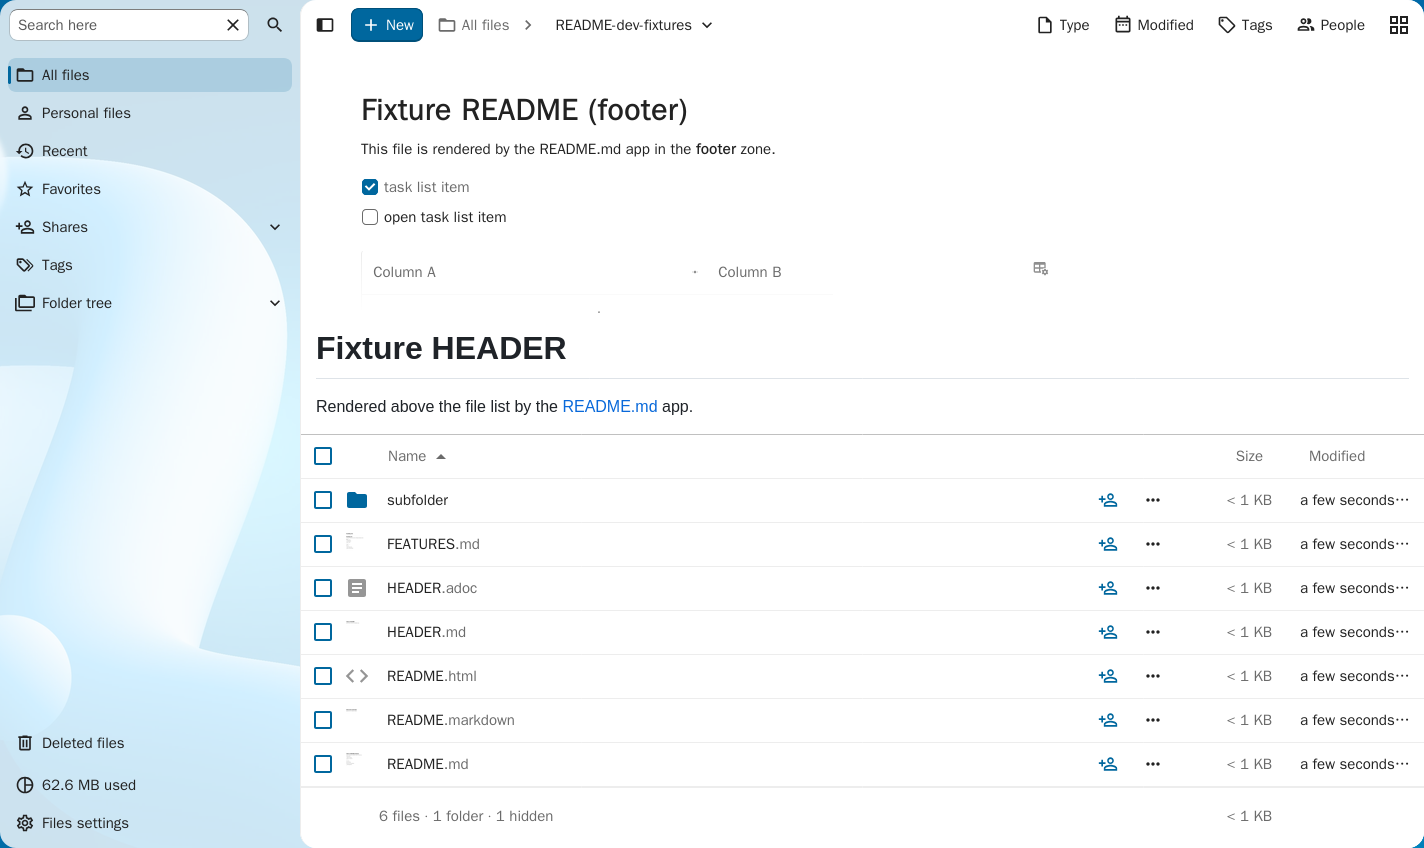 Search here
New
All files
README-dev-fixtures
Type
Modified
Tags
People
All files
Personal files
Recent
Favorites
Shares
Tags
Folder tree
Deleted files
62.6 MB used
Files settings
Fixture README (footer)
This file is rendered by the README.md app in the footer zone.
task list item
open task list item
Column A
Column B
Fixture HEADER
Rendered above the file list by the README.md app.
Name Size Modified
subfolder < 1 KB a few seconds…
FEATURES.md < 1 KB a few seconds…
HEADER.adoc < 1 KB a few seconds…
HEADER.md < 1 KB a few seconds…
README.html < 1 KB a few seconds…
README.markdown < 1 KB a few seconds…
README.md < 1 KB a few seconds…
6 files · 1 folder · 1 hidden < 1 KB